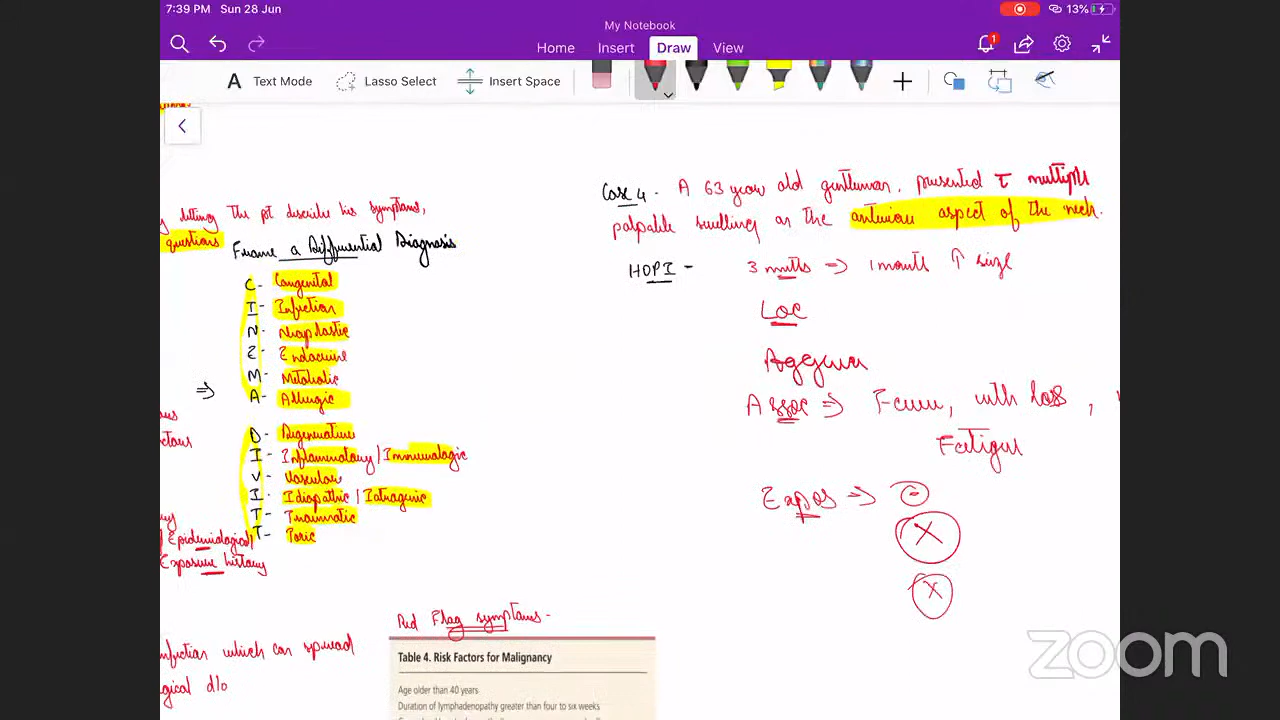 7:39 PM Sun 28 Jun
13%
My Notebook
Home Insert Draw View
1
A Text Mode Lasso Select Insert Space
letting the pt describe his symptoms,
questions
Frame a Differential Diagnosis
C- Congenital
I- Infection
N- Neoplastic
E- Endocrine
M- Metabolic
A- Allergic
D- Degenerative
I- Inflammatory/Immunologic
V- Vascular
I- Idiopathic/Iatrogenic
T- Traumatic
T- Toxic
Epidemiological/
Exposure history
Red Flag symptoms-
Table 4. Risk Factors for Malignancy
Age older than 40 years
Duration of lymphadenopathy greater than four to six weeks
infection which can spread
d/o
Case 4- A 63 year old gentleman, presented c multiple
palpable swelling on the anterior aspect of the neck.
HOPI - 3 mnths ⇒ 1 month ↑ size
Loc
Assoc ⇒ Fever, wth loss,
Fatigue
Expos ⇒
X
X
zoom